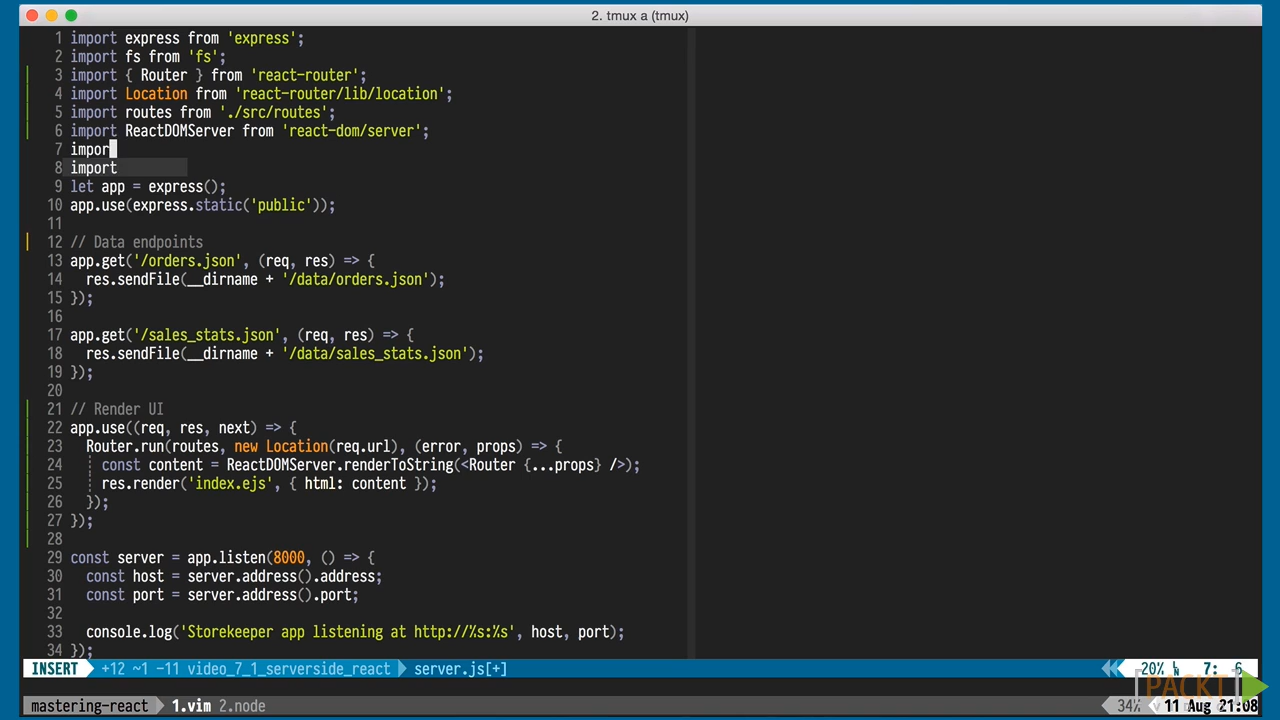 2. tmux a (tmux)
1 import express from 'express';
2 import fs from 'fs';
3 import { Router } from 'react-router';
4 import Location from 'react-router/lib/location';
5 import routes from './src/routes';
6 import ReactDOMServer from 'react-dom/server';
7 impor
8 import
9 let app = express();
10 app.use(express.static('public'));
11
12 // Data endpoints
13 app.get('/orders.json', (req, res) => {
14 res.sendFile(__dirname + '/data/orders.json');
15 });
16
17 app.get('/sales_stats.json', (req, res) => {
18 res.sendFile(__dirname + '/data/sales_stats.json');
19 });
20
21 // Render UI
22 app.use((req, res, next) => {
23 Router.run(routes, new Location(req.url), (error, props) => {
24 const content = ReactDOMServer.renderToString(<Router {...props} />);
25 res.render('index.ejs', { html: content });
26 });
27 });
28
29 const server = app.listen(8000, () => {
30 const host = server.address().address;
31 const port = server.address().port;
32
33 console.log('Storekeeper app listening at http://%s:%s', host, port);
34 });
INSERT +12 ~1 -11 video_7_1_serverside_react server.js[+] 20% 7: 6
mastering-react 1.vim 2.node 34% 11 Aug 21:08
[PACKT]